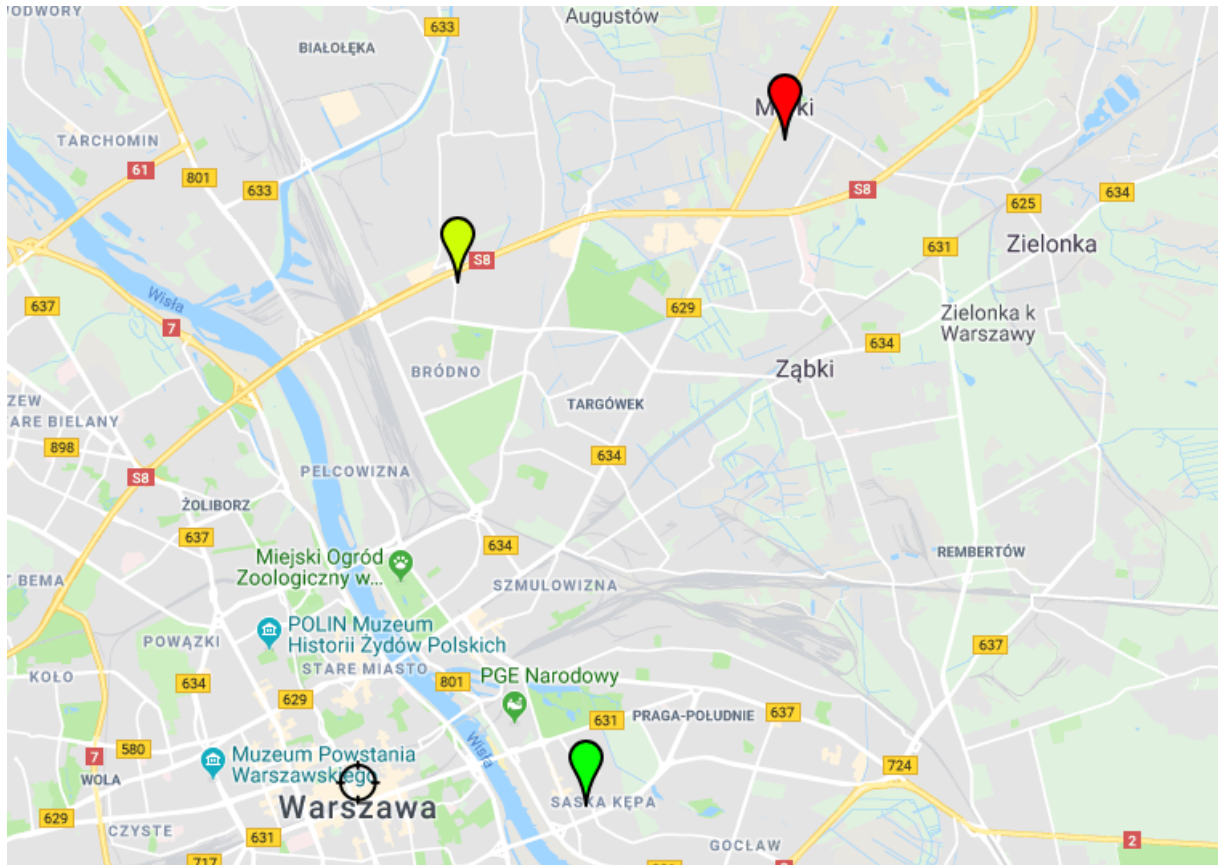 ODWORY
Augustów
633
BIAŁOŁĘKA
TARCHOMIN
61
801
633
S8
634
625
631
Zielonka
S8
Wisła
637
7
629
Zielonka k
Warszawy
634
BRÓDNO
Ząbki
ZEW
ARE BIELANY
TARGÓWEK
898
634
PELCOWIZNA
S8
ŻOLIBORZ
637
634
REMBERTÓW
Miejski Ogród
Zoologiczny w...
SZMULOWIZNA
T BEMA
POLIN Muzeum
Historii Żydów Polskich
POWĄZKI
637
STARE MIASTO
KOŁO
634
629
801
PGE Narodowy
631
PRAGA-POŁUDNIE
637
580
7
Muzeum Powstania
Warszawskiego
Wisła
724
WOLA
Warszawa
SASKA KĘPA
629
CZYSTE
631
GOCŁAW
2
717